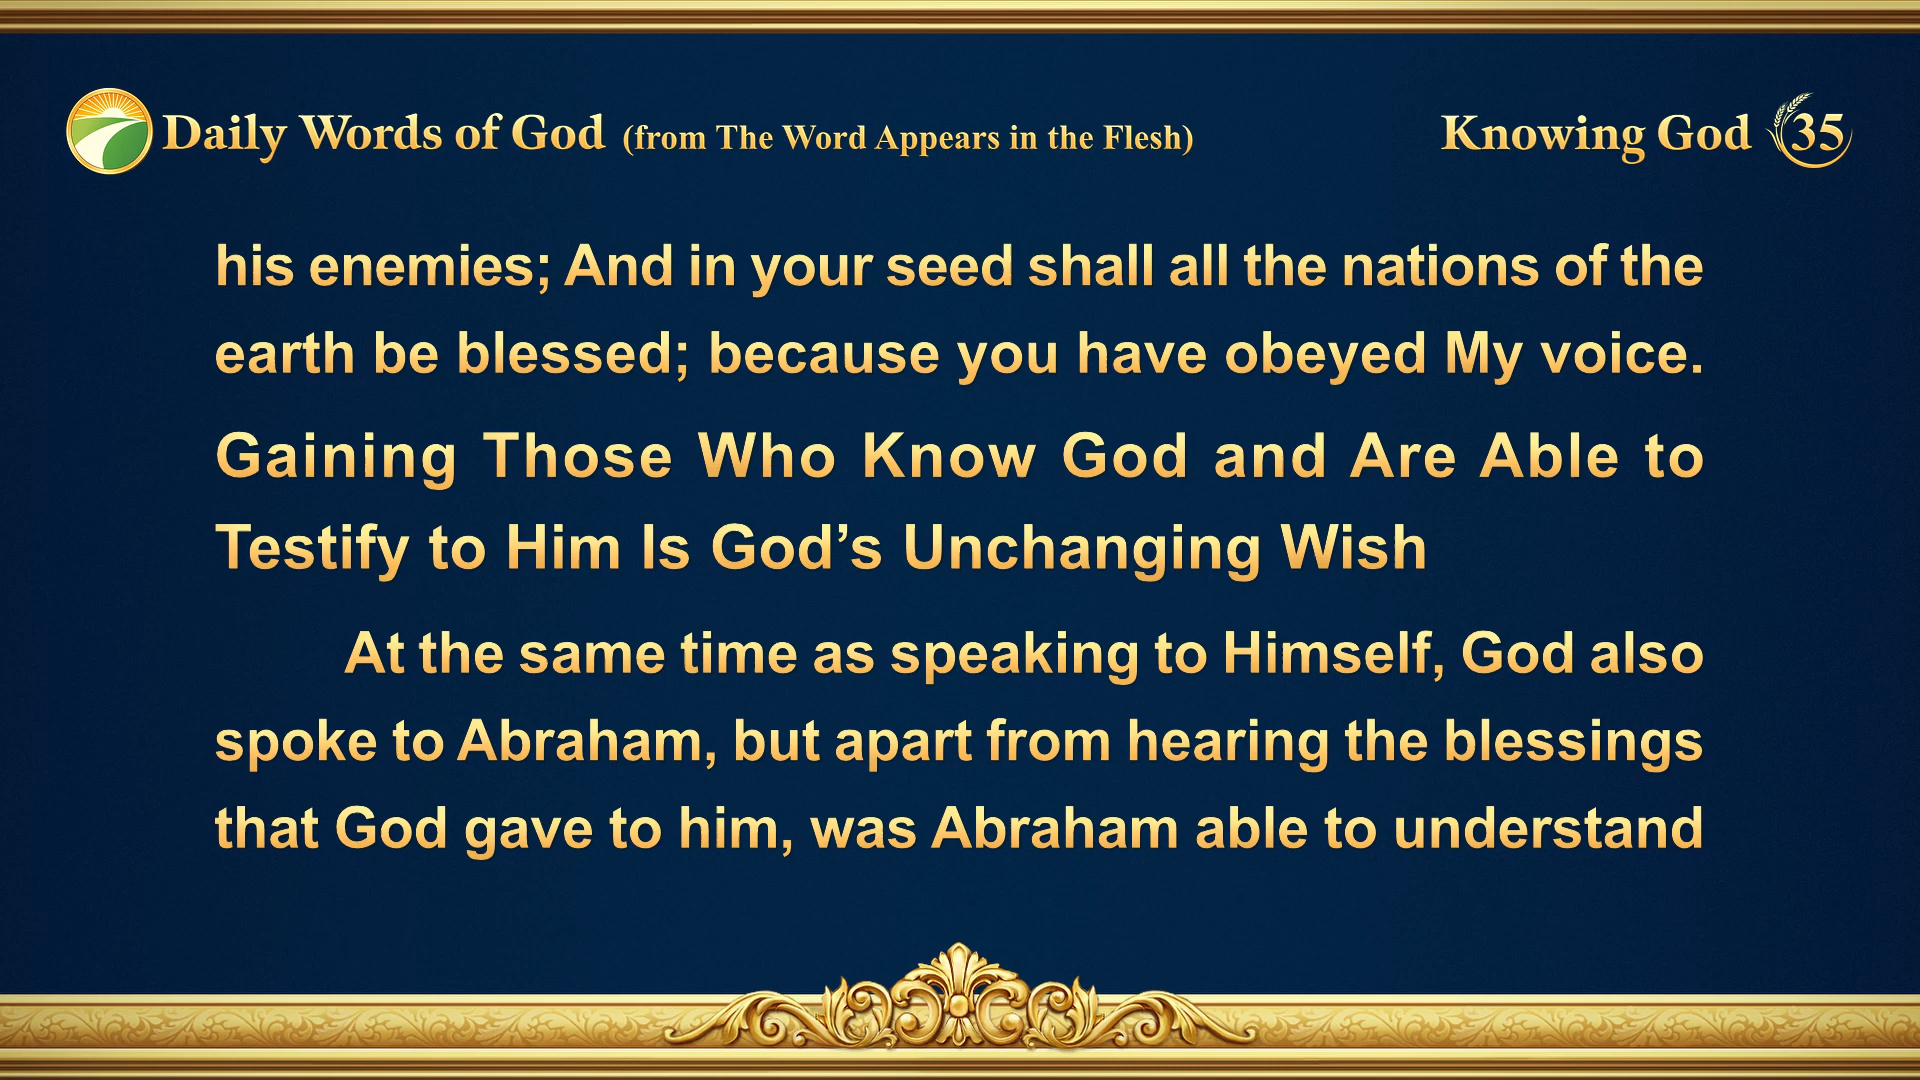 Daily Words of God (from The Word Appears in the Flesh)
Knowing God 35
his enemies; And in your seed shall all the nations of the
earth be blessed; because you have obeyed My voice.
Gaining Those Who Know God and Are Able to
Testify to Him Is God’s Unchanging Wish
At the same time as speaking to Himself, God also
spoke to Abraham, but apart from hearing the blessings
that God gave to him, was Abraham able to understand